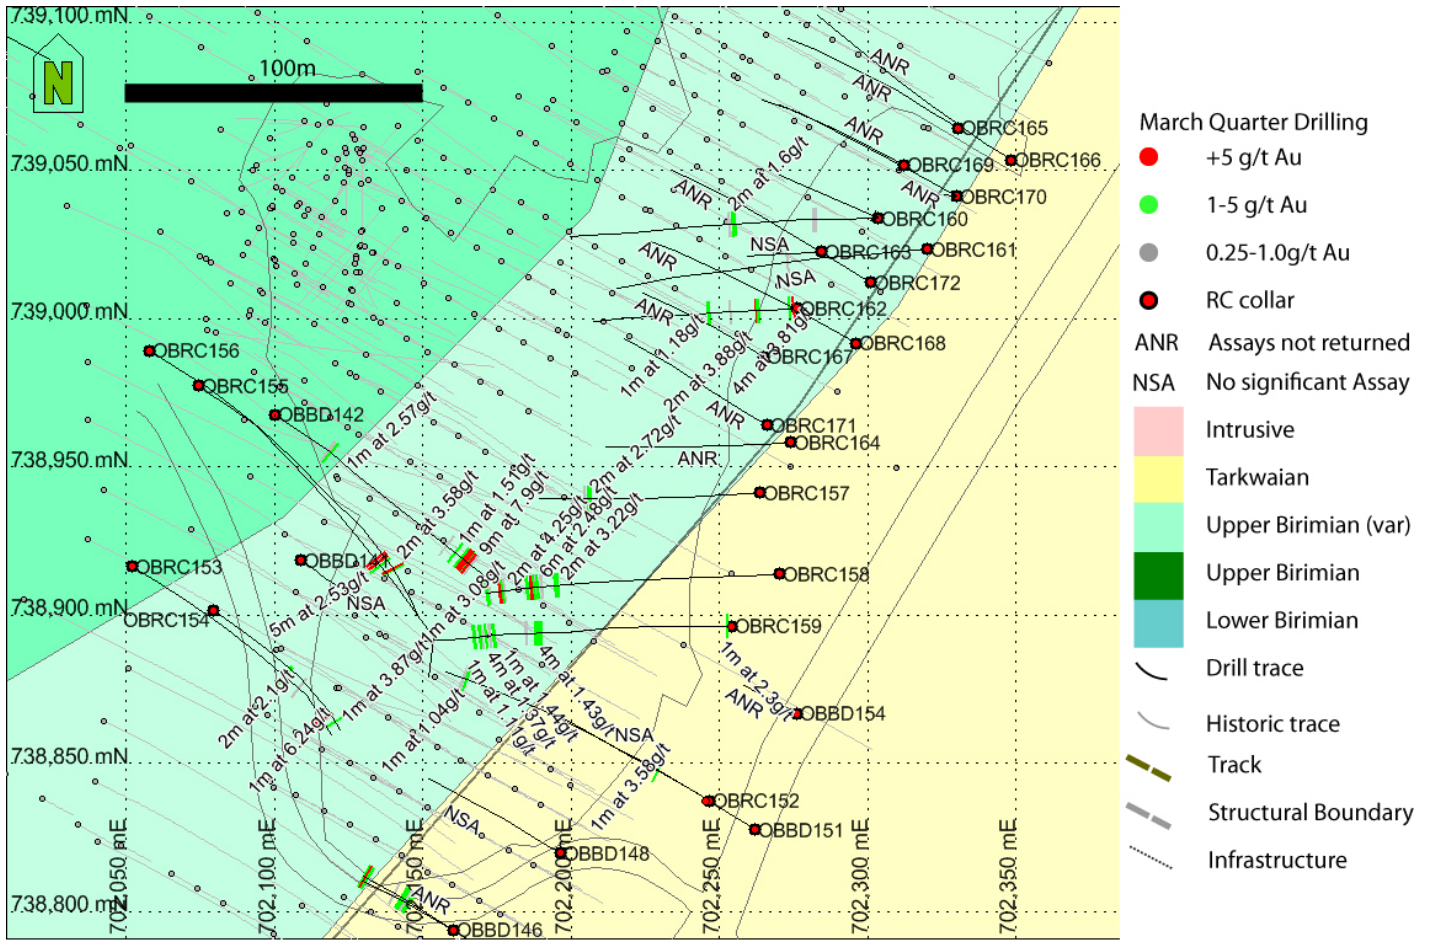 739,100 mN
N
100m
ANR
ANR
OBRC165
ANR
2m at 1.6g/t
OBRC166
739,050 mN
OBRC169
ANR
ANR
OBRC170
OBRC160
NSA
OBRC163
OBRC161
ANR
NSA
OBRC172
739,000 mN
ANR
OBRC162
1m at 1.18g/t
2m at 3.88g/t
4m at 3.81g/t
OBRC167
OBRC168
OBRC156
OBRC155
OBBD142
1m at 2.57g/t
ANR
OBRC171
OBRC164
738,950 mN
ANR
2m at 2.72g/t
OBRC157
2m at 3.58g/t
1m at 1.51g/t
9m at 7.9g/t
2m at 4.25g/t
6m at 2.48g/t
2m at 3.22g/t
OBRC153
OBBD141
OBRC158
5m at 2.53g/t
NSA
738,900 mN
OBRC154
1m at 3.87g/t
1m at 3.08g/t
OBRC159
2m at 2.1g/t
1m at 6.24g/t
1m at 1.04g/t
1m at 1.1g/t
4m at 1.37g/t
1m at 1.44g/t
4m at 1.43g/t
1m at 2.3g/t
ANR
OBBD154
NSA
738,850 mN
1m at 3.58g/t
OBRC152
OBBD151
NSA
OBBD148
ANR
738,800 mN
OBBD146
702,050 mE
702,100 mE
702,150 mE
702,200 mE
702,250 mE
702,300 mE
702,350 mE
March Quarter Drilling
+5 g/t Au
1-5 g/t Au
0.25-1.0g/t Au
RC collar
ANR Assays not returned
NSA No significant Assay
Intrusive
Tarkwaian
Upper Birimian (var)
Upper Birimian
Lower Birimian
Drill trace
Historic trace
Track
Structural Boundary
Infrastructure